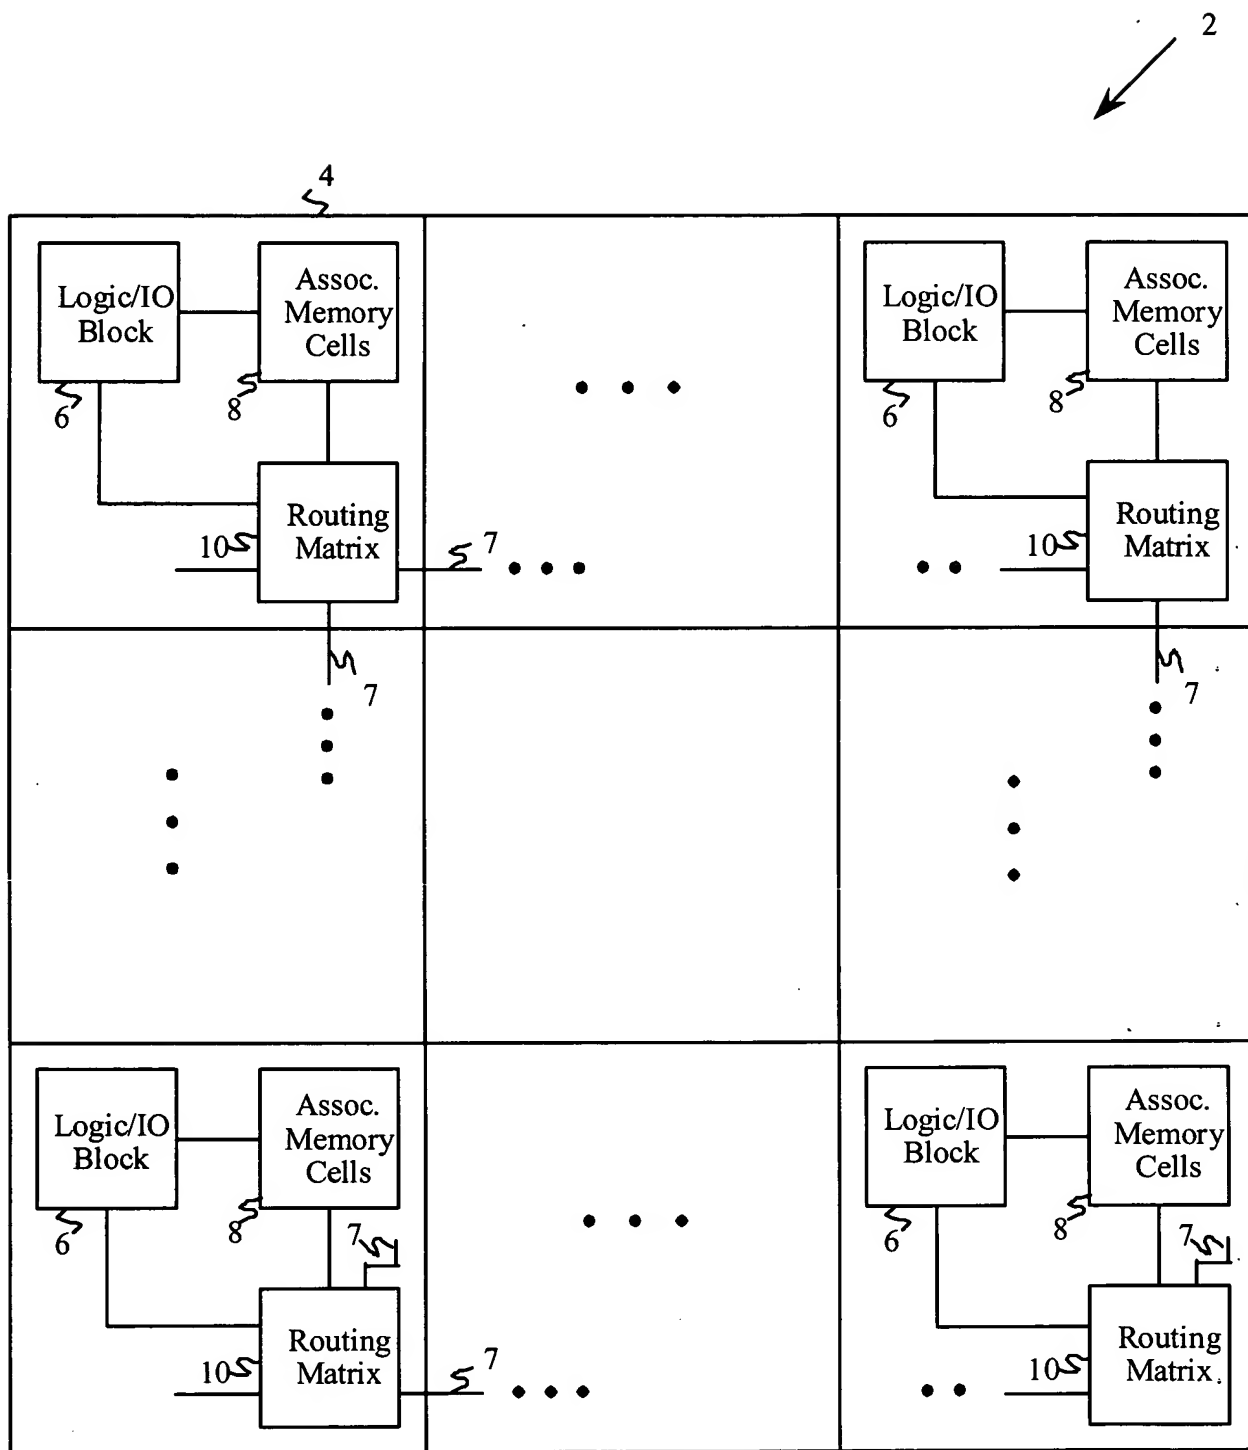 2
4
Logic/IO
Block
Assoc.
Memory
Cells
6
8
Routing
Matrix
10
7
7
Logic/IO
Block
Assoc.
Memory
Cells
6
8
Routing
Matrix
10
7
Logic/IO
Block
Assoc.
Memory
Cells
6
8
7
Routing
Matrix
10
7
Logic/IO
Block
Assoc.
Memory
Cells
6
8
7
Routing
Matrix
10